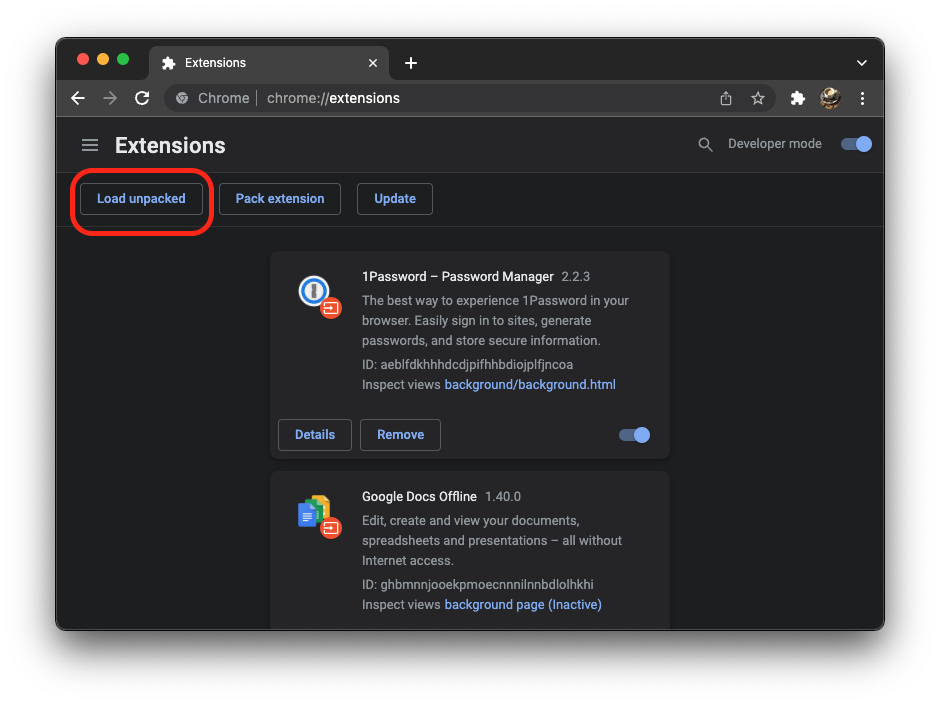 Extensions
Chrome | chrome://extensions
Extensions
Developer mode
Load unpacked
Pack extension
Update
1Password – Password Manager 2.2.3
The best way to experience 1Password in your
browser. Easily sign in to sites, generate
passwords, and store secure information.
ID: aeblfdkhhhdcdjpifhhbdiojplfjncoa
Inspect views background/background.html
Details
Remove
Google Docs Offline 1.40.0
Edit, create and view your documents,
spreadsheets and presentations – all without
Internet access.
ID: ghbmnnjooekpmoecnnnilnnbdlolhkhi
Inspect views background page (Inactive)